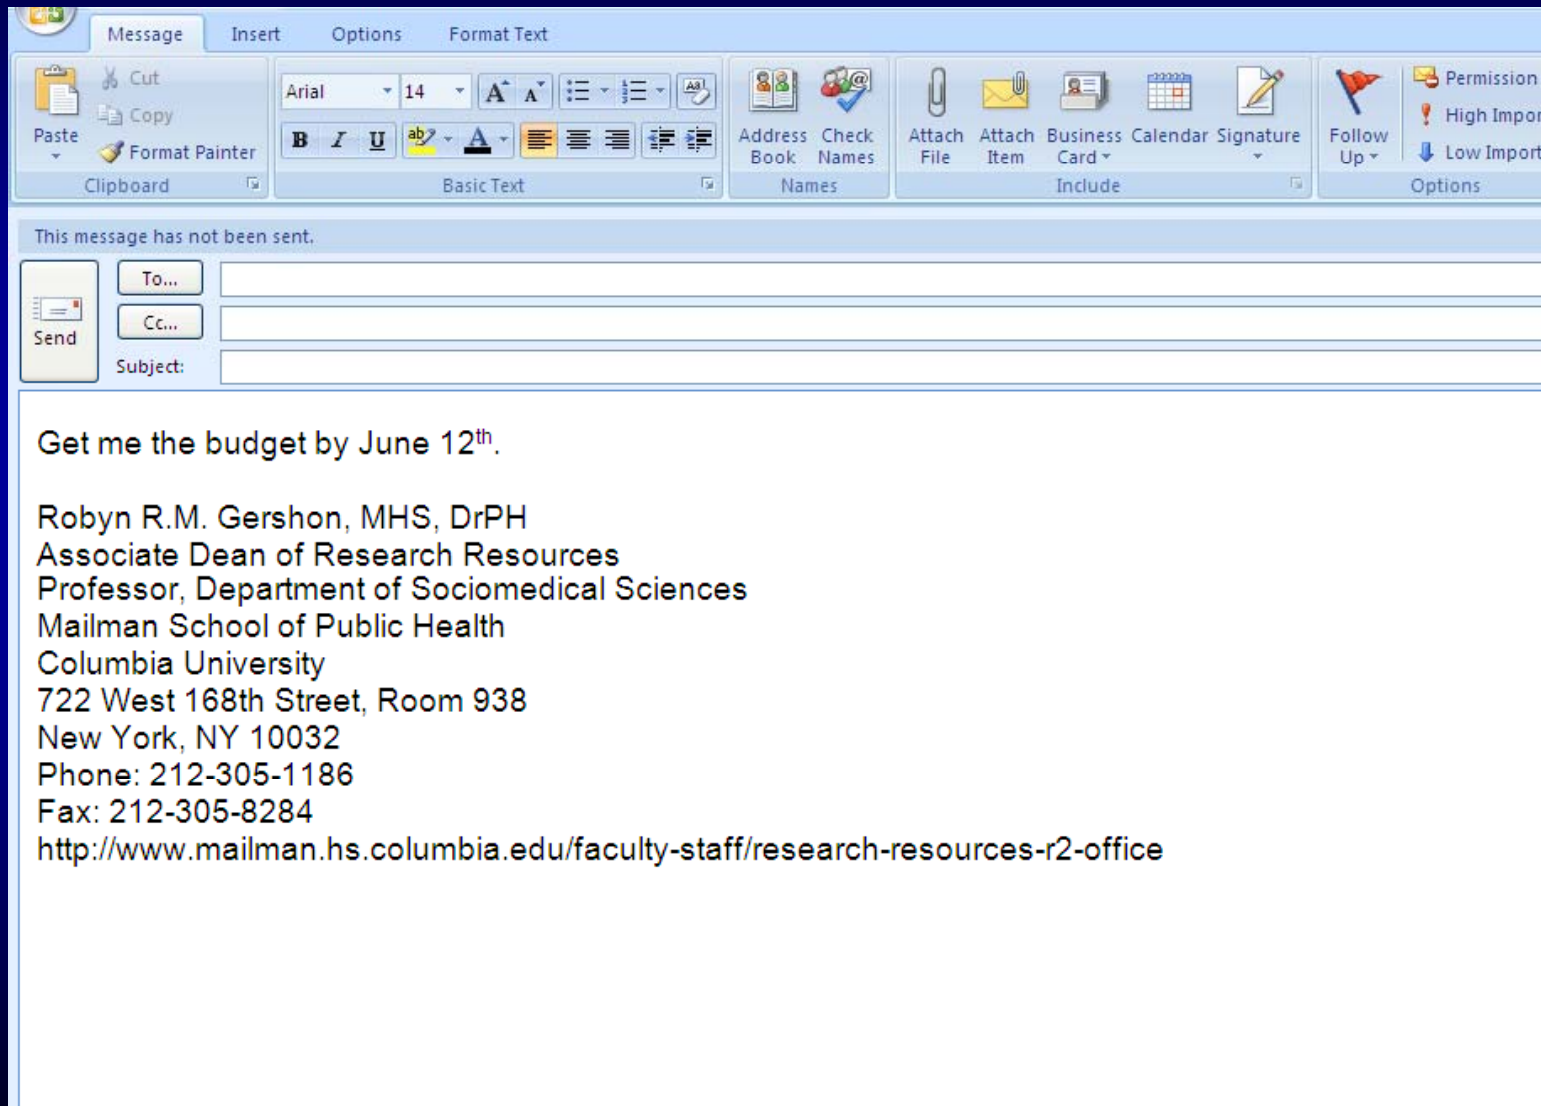 Message Insert Options Format Text
Cut
Copy
Paste
Format Painter
Clipboard
Arial 14
B I U ab A
Basic Text
Address Book
Check Names
Names
Attach File
Attach Item
Business Card
Calendar
Signature
Include
Follow Up
Permission
High Impor
Low Import
Options
This message has not been sent.
Send
To...
Cc...
Subject:
Get me the budget by June 12th.
Robyn R.M. Gershon, MHS, DrPH
Associate Dean of Research Resources
Professor, Department of Sociomedical Sciences
Mailman School of Public Health
Columbia University
722 West 168th Street, Room 938
New York, NY 10032
Phone: 212-305-1186
Fax: 212-305-8284
http://www.mailman.hs.columbia.edu/faculty-staff/research-resources-r2-office